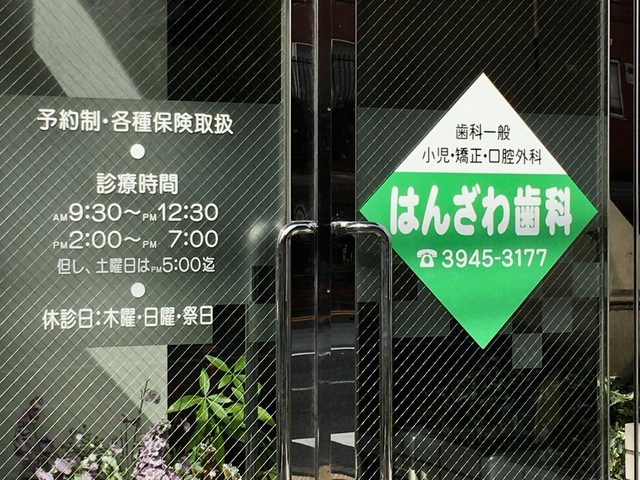 予約制・各種保険取扱
診療時間
AM9:30〜PM12:30
PM2:00〜PM 7:00
但し、土曜日はPM5:00迄
休診日:木曜・日曜・祭日
歯科一般
小児・矯正・口腔外科
はんざわ歯科
☎3945-3177